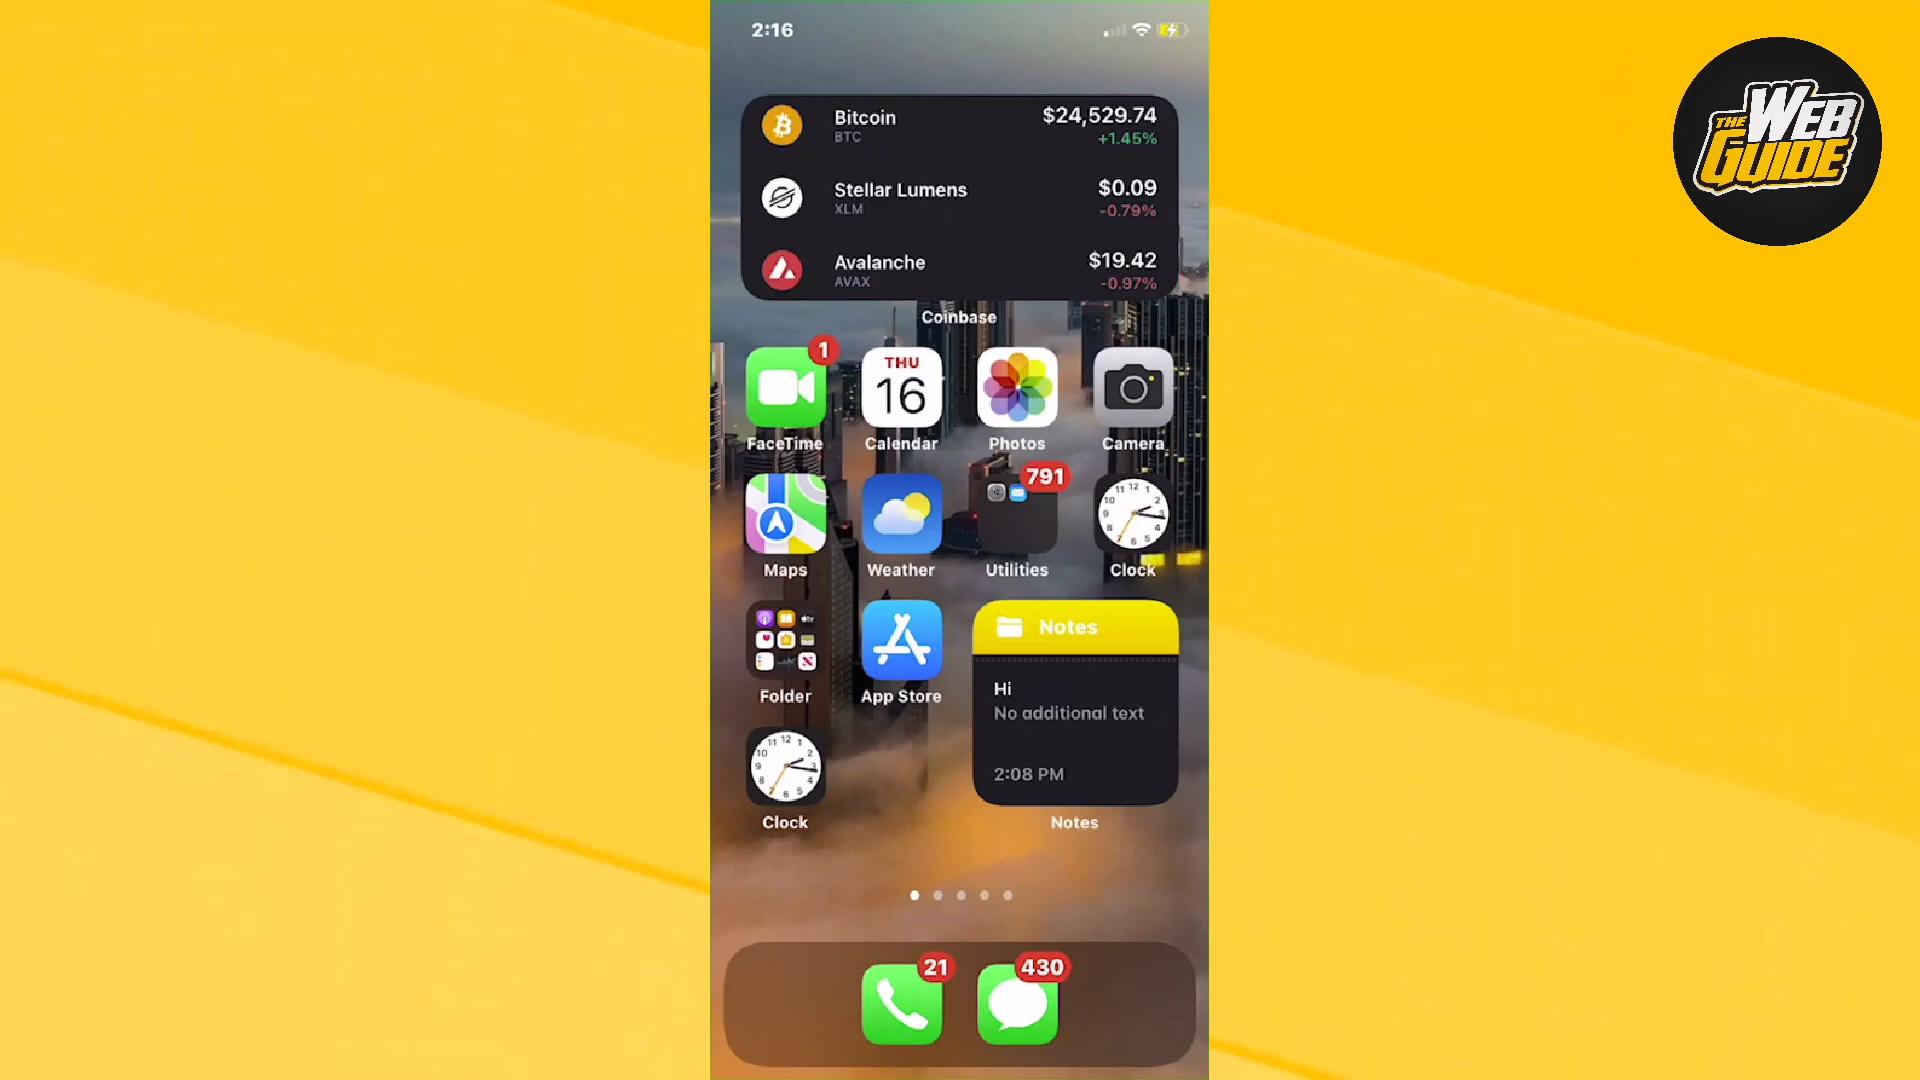 2:16
THE WEB GUIDE
Bitcoin $24,529.74
BTC +1.45%
Stellar Lumens $0.09
XLM -0.79%
Avalanche $19.42
AVAX -0.97%
Coinbase
1
THU
16
FaceTime Calendar Photos Camera
791
Maps Weather Utilities Clock
Notes
Hi
No additional text
2:08 PM
Folder App Store
Clock Notes
21 430